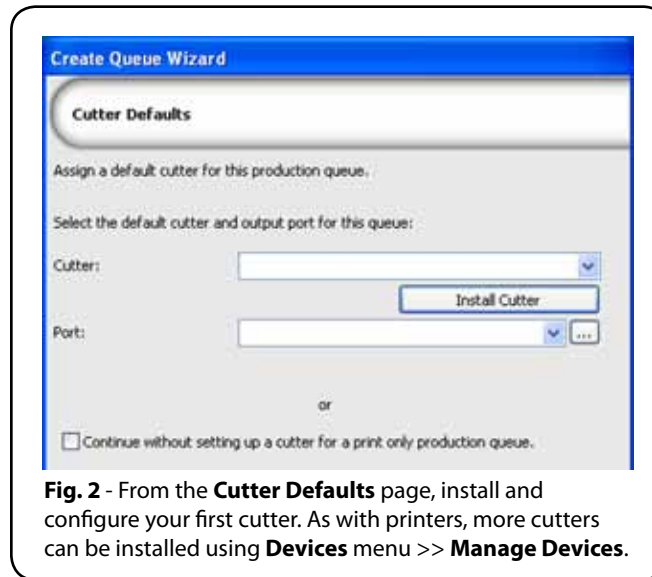 Create Queue Wizard
Cutter Defaults
Assign a default cutter for this production queue.
Select the default cutter and output port for this queue:
Cutter:
Install Cutter
Port:
...
or
Continue without setting up a cutter for a print only production queue.
Fig. 2 - From the Cutter Defaults page, install and
configure your first cutter. As with printers, more cutters
can be installed using Devices menu >> Manage Devices.